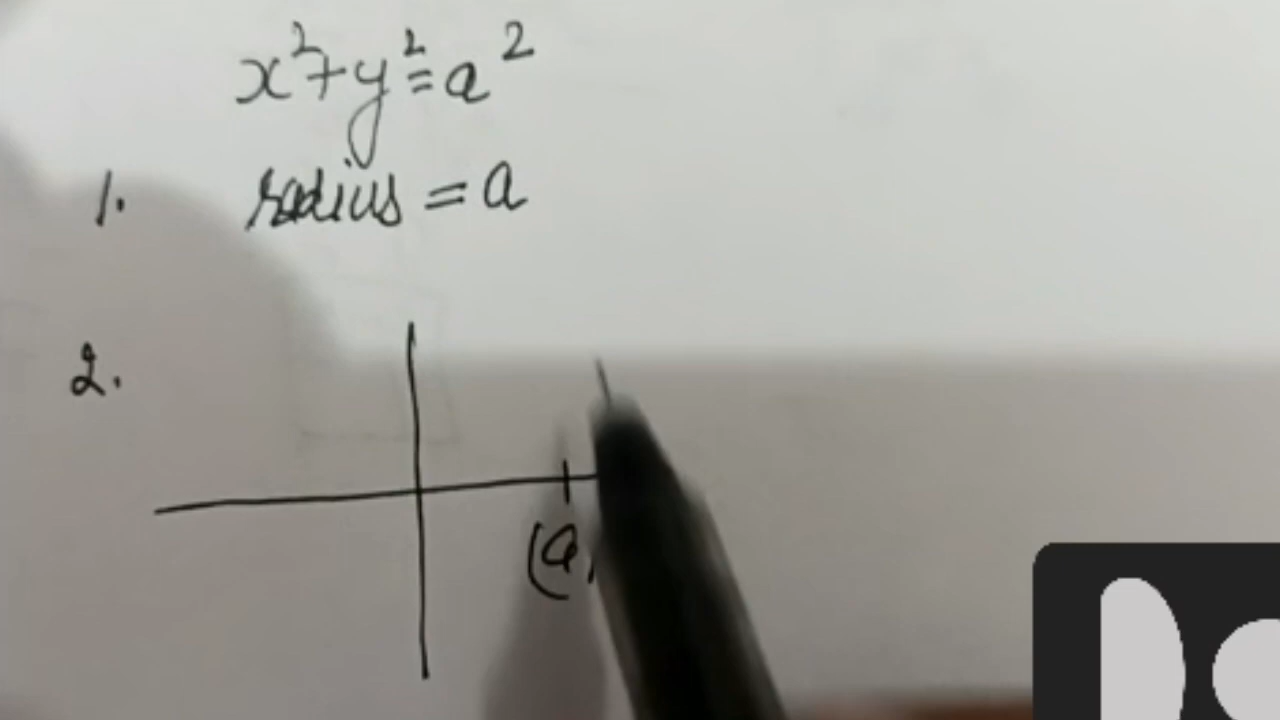 x²+y²=a²
1. radius = a
2.
(a,